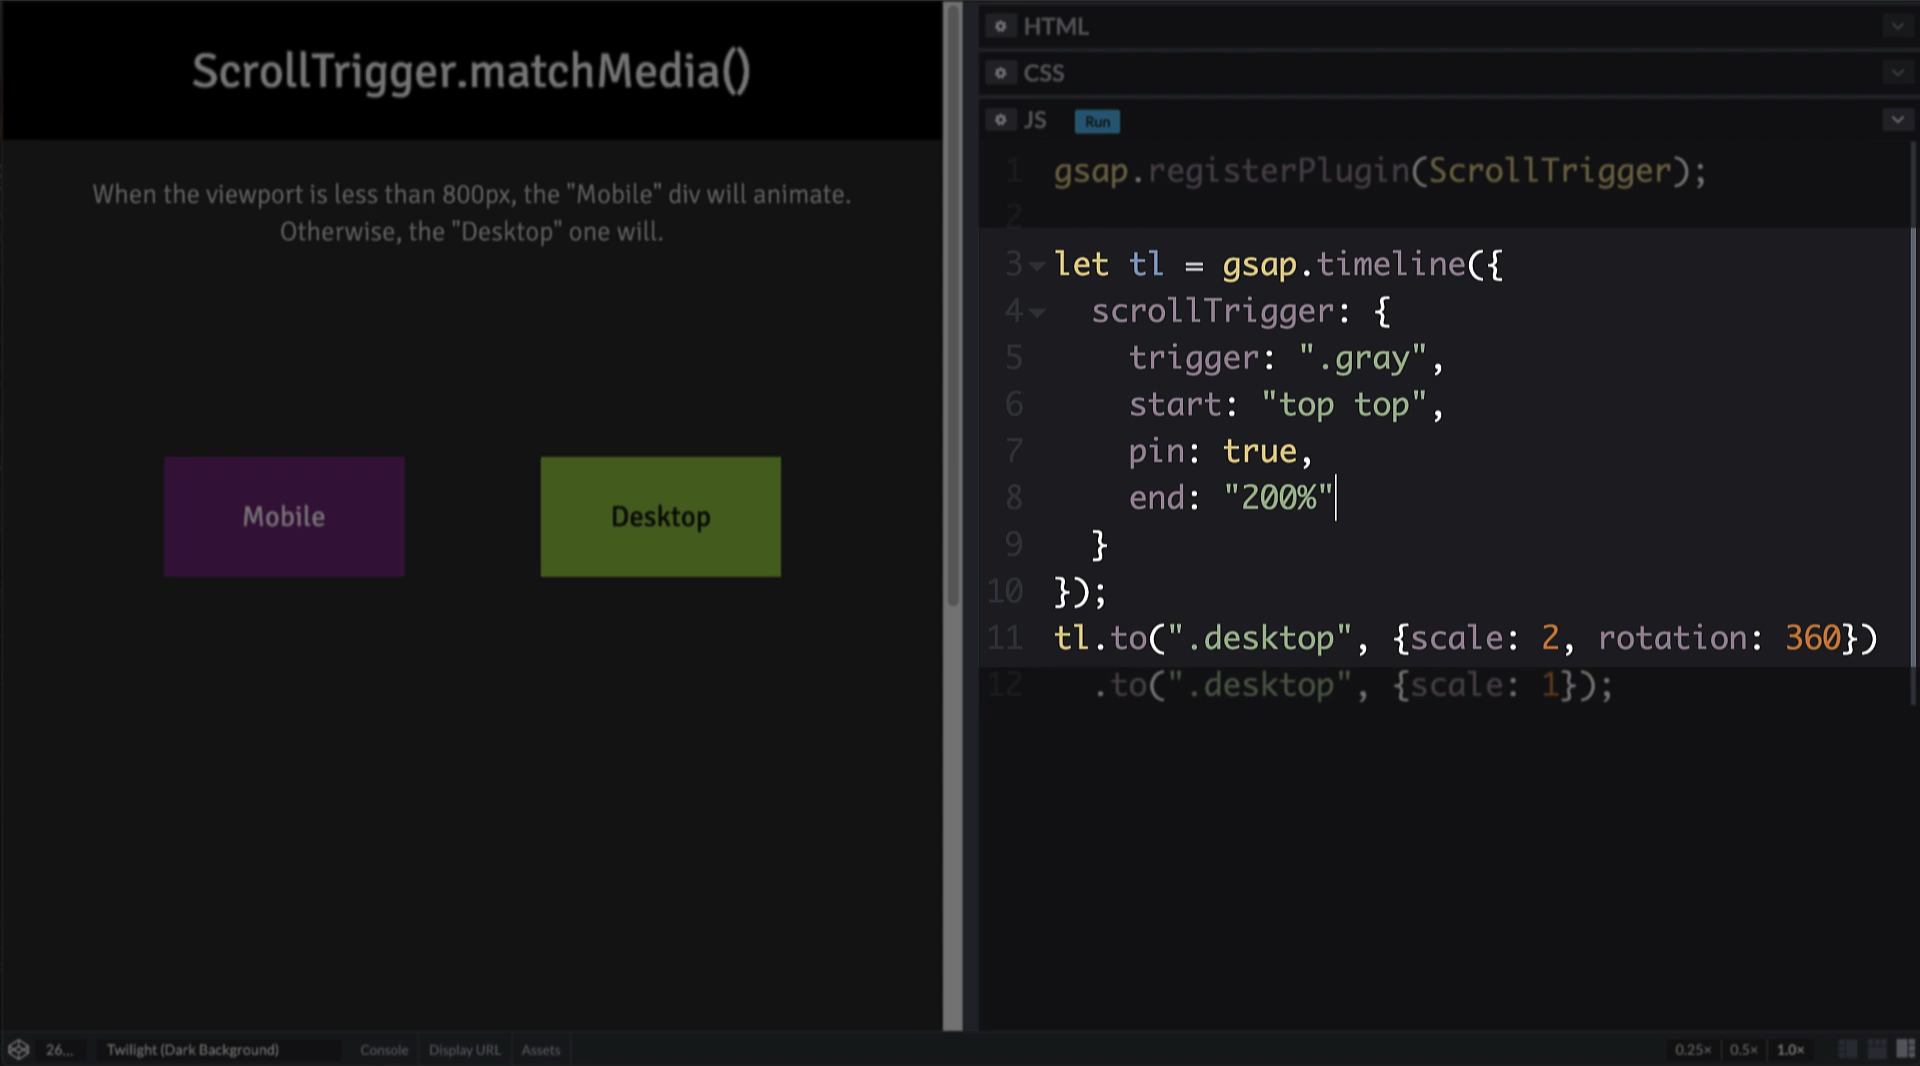 ScrollTrigger.matchMedia()
When the viewport is less than 800px, the "Mobile" div will animate.
Otherwise, the "Desktop" one will.
Mobile
Desktop
HTML
CSS
JS
Run
1 gsap.registerPlugin(ScrollTrigger);
2
3 let tl = gsap.timeline({
4 scrollTrigger: {
5 trigger: ".gray",
6 start: "top top",
7 pin: true,
8 end: "200%"
9 }
10 });
11 tl.to(".desktop", {scale: 2, rotation: 360})
12 .to(".desktop", {scale: 1});
26...
Twilight (Dark Background)
Console
Display URL
Assets
0.25×
0.5×
1.0×